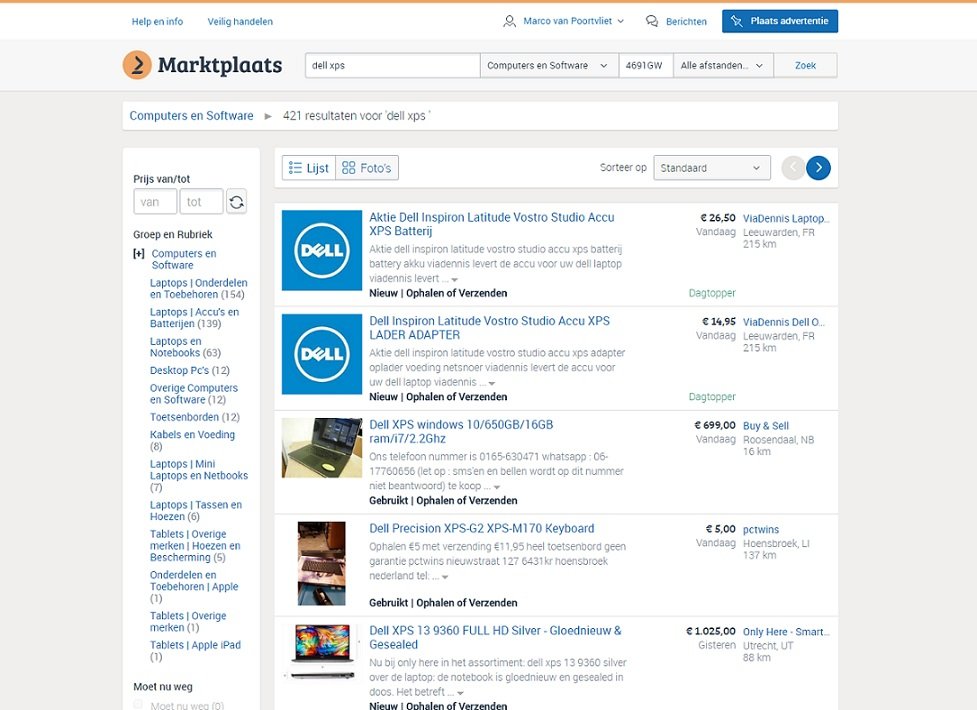 Help en info Veilig handelen Marco van Poortvliet Berichten Plaats advertentie
Marktplaats dell xps Computers en Software 4691GW Alle afstanden... Zoek
Computers en Software ► 421 resultaten voor 'dell xps '
Prijs van/tot
van tot
Groep en Rubriek
[+] Computers en
Software
Laptops | Onderdelen
en Toebehoren (154)
Laptops | Accu's en
Batterijen (139)
Laptops en
Notebooks (63)
Desktop Pc's (12)
Overige Computers
en Software (12)
Toetsenborden (12)
Kabels en Voeding
(8)
Laptops | Mini
Laptops en Netbooks
(7)
Laptops | Tassen en
Hoezen (6)
Tablets | Overige
merken | Hoezen en
Bescherming (5)
Onderdelen en
Toebehoren | Apple
(1)
Tablets | Overige
merken (1)
Tablets | Apple iPad
(1)
Moet nu weg
Moet nu weg (0)
Lijst Foto's Sorteer op Standaard
DELL
Aktie Dell Inspiron Latitude Vostro Studio Accu
XPS Batterij
Aktie dell inspiron latitude vostro studio accu xps batterij
battery akku viadennis levert de accu voor uw dell laptop
viadennis levert ...
Nieuw | Ophalen of Verzenden
€ 26,50 ViaDennis Laptop...
Vandaag Leeuwarden, FR
215 km
Dagtopper
DELL
Dell Inspiron Latitude Vostro Studio Accu XPS
LADER ADAPTER
Aktie dell inspiron latitude vostro studio accu xps adapter
oplader voeding netsnoer viadennis levert de accu voor
uw dell laptop viadennis ...
Nieuw | Ophalen of Verzenden
€ 14,95 ViaDennis Dell O...
Vandaag Leeuwarden, FR
215 km
Dagtopper
Dell XPS windows 10/650GB/16GB
ram/i7/2.2Ghz
Ons telefoon nummer is 0165-630471 whatsapp : 06-
17760656 (let op : sms'en en bellen wordt op dit nummer
niet beantwoord) te koop ...
Gebruikt | Ophalen of Verzenden
€ 699,00 Buy & Sell
Vandaag Roosendaal, NB
16 km
Dell Precision XPS-G2 XPS-M170 Keyboard
Ophalen €5 met verzending €11,95 heel toetsenbord geen
garantie pctwins nieuwstraat 127 6431kr hoensbroek
nederland tel: ...
Gebruikt | Ophalen of Verzenden
€ 5,00 pctwins
Vandaag Hoensbroek, LI
137 km
Dell XPS 13 9360 FULL HD Silver - Gloednieuw &
Gesealed
Nu bij only here in het assortiment: dell xps 13 9360 silver
over de laptop: de notebook is gloednieuw en gesealed in
doos. Het betreft ...
Nieuw | Ophalen of Verzenden
€ 1.025,00 Only Here - Smart...
Gisteren Utrecht, UT
88 km